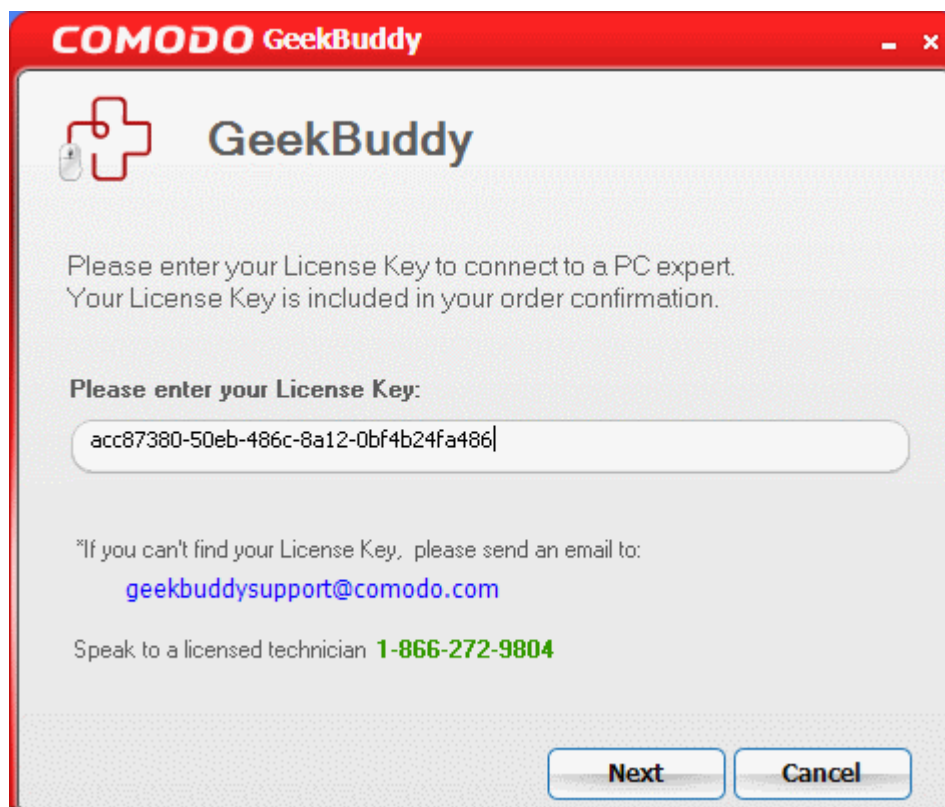 COMODO GeekBuddy
GeekBuddy
Please enter your License Key to connect to a PC expert.
Your License Key is included in your order confirmation.
Please enter your License Key:
acc87380-50eb-486c-8a12-0bf4b24fa486
*If you can't find your License Key, please send an email to:
geekbuddysupport@comodo.com
Speak to a licensed technician 1-866-272-9804
Next Cancel